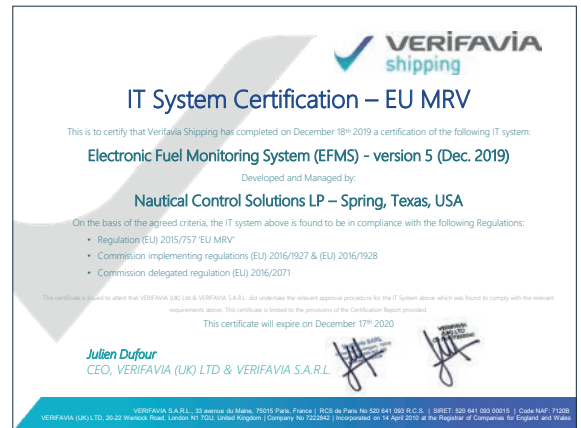 VERIFAVIA
shipping
IT System Certification – EU MRV
This is to certify that Verifavia Shipping has completed on December 18th 2019 a certification of the following IT system:
Electronic Fuel Monitoring System (EFMS) - version 5 (Dec. 2019)
Developed and Managed by:
Nautical Control Solutions LP – Spring, Texas, USA
On the basis of the agreed criteria, the IT system above is found to be in compliance with the following Regulations:
• Regulation (EU) 2015/757 'EU MRV'
• Commission implementing regulations (EU) 2016/1927 & (EU) 2016/1928
• Commission delegated regulation (EU) 2016/2071
This certificate is issued to attest that VERIFAVIA (UK) Ltd & VERIFAVIA S.A.R.L. did undertake the relevant approval procedure for the IT System above which was found to comply with the relevant
requirements above. This certificate is limited to the provisions of the Certification Report provided.
This certificate will expire on December 17th 2020
Julien Dufour
CEO, VERIFAVIA (UK) LTD & VERIFAVIA S.A.R.L.
VERIFAVIA S.A.R.L., 33 avenue du Maine, 75015 Paris, France | RCS de Paris No 520 641 093 R.C.S. | SIRET: 520 641 093 00015 | Code NAF: 7120B
VERIFAVIA (UK) LTD, 20-22 Wenlock Road, London N1 7GU, United Kingdom | Company No 7222842 | Incorporated on 14 April 2010 at the Registrar of Companies for England and Wales